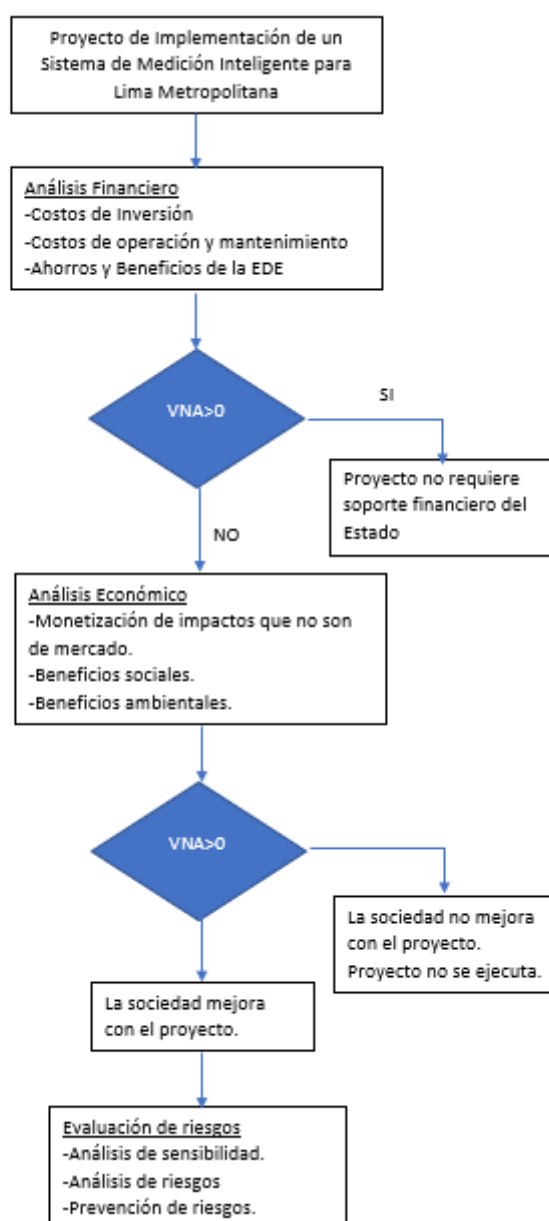 Proyecto de Implementación de un
Sistema de Medición Inteligente para
Lima Metropolitana
Análisis Financiero
-Costos de Inversión
-Costos de operación y mantenimiento
-Ahorros y Beneficios de la EDE
VNA>0
SI
Proyecto no requiere
soporte financiero del
Estado
NO
Análisis Económico
-Monetización de impactos que no son
de mercado.
-Beneficios sociales.
-Beneficios ambientales.
VNA>0
La sociedad no mejora
con el proyecto.
Proyecto no se ejecuta.
La sociedad mejora
con el proyecto.
Evaluación de riesgos
-Análisis de sensibilidad.
-Análisis de riesgos
-Prevención de riesgos.